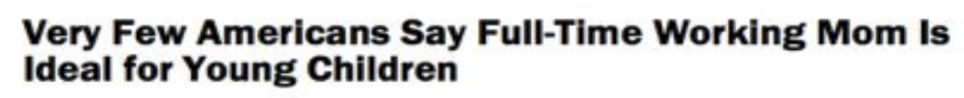 Very Few Americans Say Full-Time Working Mom Is
Ideal for Young Children